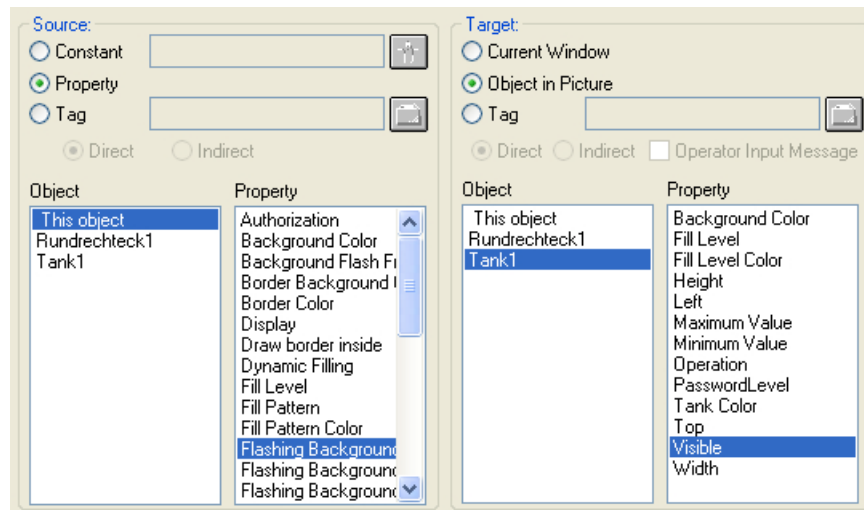 Source:
Constant
Property
Tag
Direct Indirect
Object Property
This object
Rundrechteck1
Tank1
Authorization
Background Color
Background Flash Fr
Border Background
Border Color
Display
Draw border inside
Dynamic Filling
Fill Level
Fill Pattern
Fill Pattern Color
Flashing Background
Flashing Background
Flashing Background
Target:
Current Window
Object in Picture
Tag
Direct Indirect Operator Input Message
Object Property
This object
Rundrechteck1
Tank1
Background Color
Fill Level
Fill Level Color
Height
Left
Maximum Value
Minimum Value
Operation
PasswordLevel
Tank Color
Top
Visible
Width